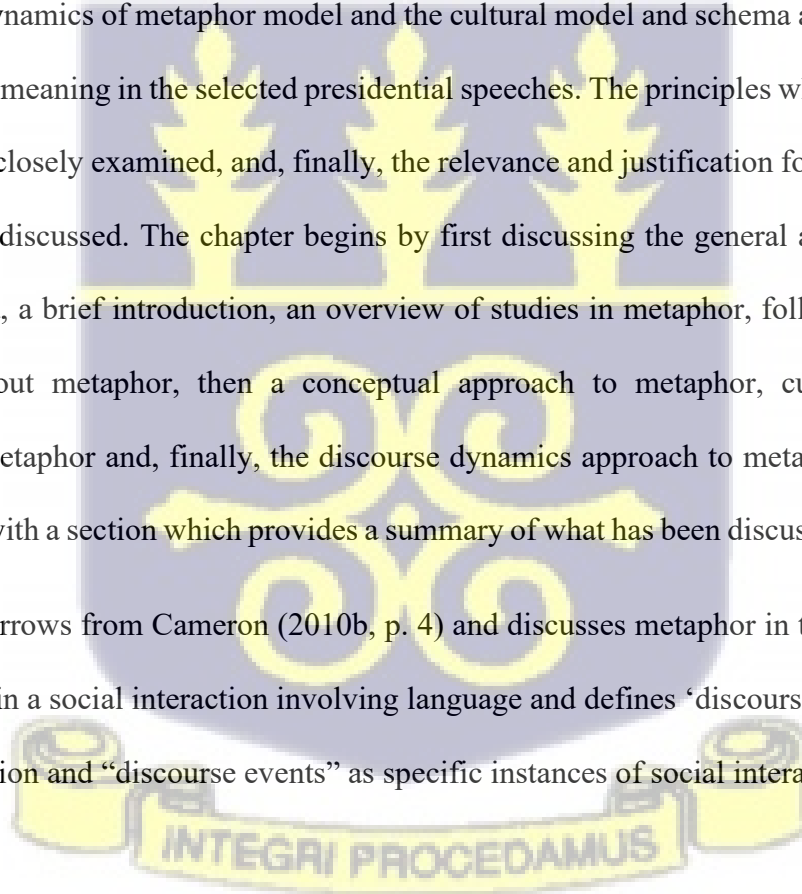 ynamics of metaphor model and the cultural model and schema a
meaning in the selected presidential speeches. The principles w
closely examined, and, finally, the relevance and justification fo
discussed. The chapter begins by first discussing the general a
, a brief introduction, an overview of studies in metaphor, foll
out metaphor, then a conceptual approach to metaphor, cu
etaphor and, finally, the discourse dynamics approach to meta
with a section which provides a summary of what has been discus
rrows from Cameron (2010b, p. 4) and discusses metaphor in t
in a social interaction involving language and defines ‘discours
ion and “discourse events” as specific instances of social intera
INTEGRI PROCEDAMUS